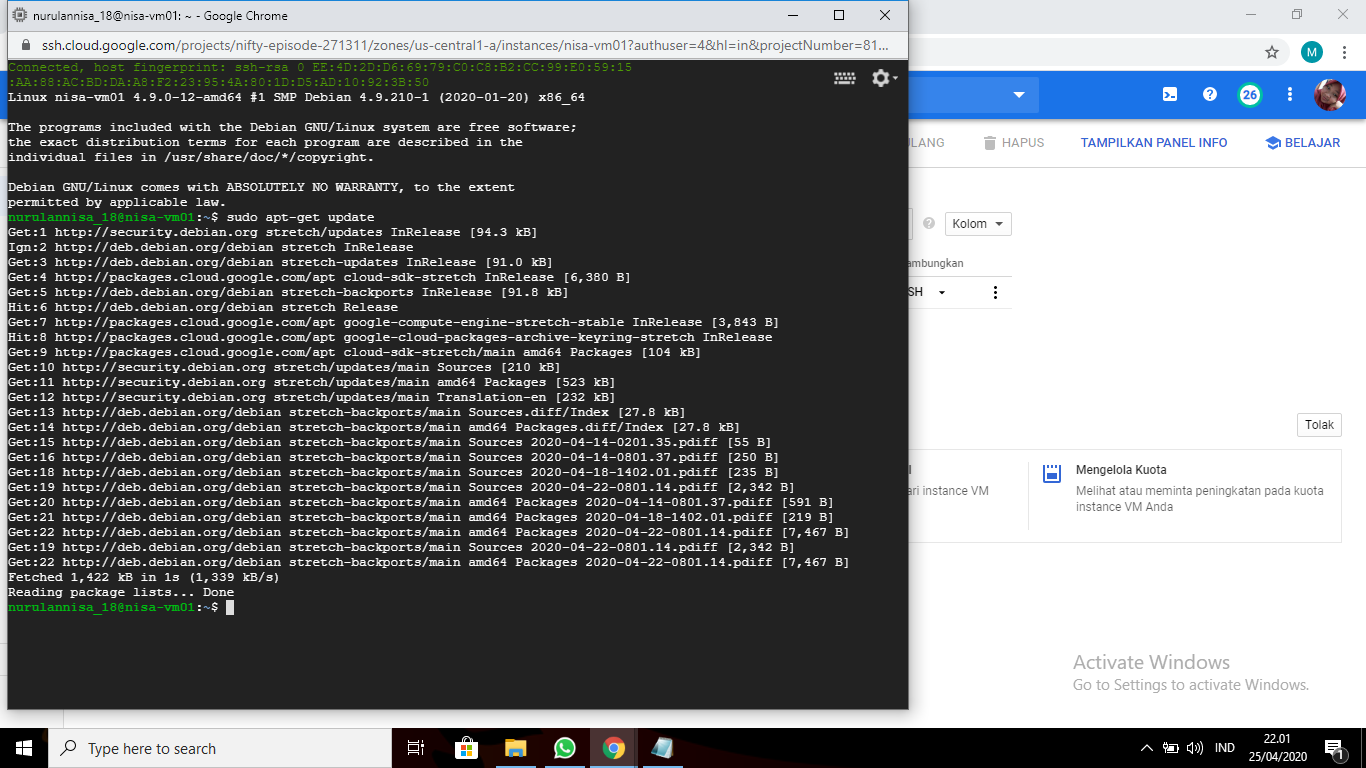 nurulannisa_18@nisa-vm01: ~ - Google Chrome
ssh.cloud.google.com/projects/nifty-episode-271311/zones/us-central1-a/instances/nisa-vm01?authuser=4&hl=in&projectNumber=81...
Connected, host fingerprint: ssh-rsa 0 EE:4D:2D:D6:69:79:C0:C8:B2:CC:99:E0:59:15
:AA:88:AC:BD:DA:A8:F2:23:95:4A:80:1D:D5:AD:10:92:3B:50
Linux nisa-vm01 4.9.0-12-amd64 #1 SMP Debian 4.9.210-1 (2020-01-20) x86_64
The programs included with the Debian GNU/Linux system are free software;
the exact distribution terms for each program are described in the
individual files in /usr/share/doc/*/copyright.
Debian GNU/Linux comes with ABSOLUTELY NO WARRANTY, to the extent
permitted by applicable law.
nurulannisa_18@nisa-vm01:~$ sudo apt-get update
Get:1 http://security.debian.org stretch/updates InRelease [94.3 kB]
Ign:2 http://deb.debian.org/debian stretch InRelease
Get:3 http://deb.debian.org/debian stretch-updates InRelease [91.0 kB]
Get:4 http://packages.cloud.google.com/apt cloud-sdk-stretch InRelease [6,380 B]
Get:5 http://deb.debian.org/debian stretch-backports InRelease [91.8 kB]
Hit:6 http://deb.debian.org/debian stretch Release
Get:7 http://packages.cloud.google.com/apt google-compute-engine-stretch-stable InRelease [3,843 B]
Hit:8 http://packages.cloud.google.com/apt google-cloud-packages-archive-keyring-stretch InRelease
Get:9 http://packages.cloud.google.com/apt cloud-sdk-stretch/main amd64 Packages [104 kB]
Get:10 http://security.debian.org stretch/updates/main Sources [210 kB]
Get:11 http://security.debian.org stretch/updates/main amd64 Packages [523 kB]
Get:12 http://security.debian.org stretch/updates/main Translation-en [232 kB]
Get:13 http://deb.debian.org/debian stretch-backports/main Sources.diff/Index [27.8 kB]
Get:14 http://deb.debian.org/debian stretch-backports/main amd64 Packages.diff/Index [27.8 kB]
Get:15 http://deb.debian.org/debian stretch-backports/main Sources 2020-04-14-0201.35.pdiff [55 B]
Get:16 http://deb.debian.org/debian stretch-backports/main Sources 2020-04-14-0801.37.pdiff [250 B]
Get:18 http://deb.debian.org/debian stretch-backports/main Sources 2020-04-18-1402.01.pdiff [235 B]
Get:19 http://deb.debian.org/debian stretch-backports/main Sources 2020-04-22-0801.14.pdiff [2,342 B]
Get:20 http://deb.debian.org/debian stretch-backports/main amd64 Packages 2020-04-14-0801.37.pdiff [591 B]
Get:21 http://deb.debian.org/debian stretch-backports/main amd64 Packages 2020-04-18-1402.01.pdiff [219 B]
Get:22 http://deb.debian.org/debian stretch-backports/main amd64 Packages 2020-04-22-0801.14.pdiff [7,467 B]
Get:19 http://deb.debian.org/debian stretch-backports/main Sources 2020-04-22-0801.14.pdiff [2,342 B]
Get:22 http://deb.debian.org/debian stretch-backports/main amd64 Packages 2020-04-22-0801.14.pdiff [7,467 B]
Fetched 1,422 kB in 1s (1,339 kB/s)
Reading package lists... Done
nurulannisa_18@nisa-vm01:~$
M
26
ULANG
HAPUS
TAMPILKAN PANEL INFO
BELAJAR
Kolom
ambungkan
SH
Tolak
ari instance VM
Mengelola Kuota
Melihat atau meminta peningkatan pada kuota
instance VM Anda
Activate Windows
Go to Settings to activate Windows.
Type here to search
IND
22.01
25/04/2020
1